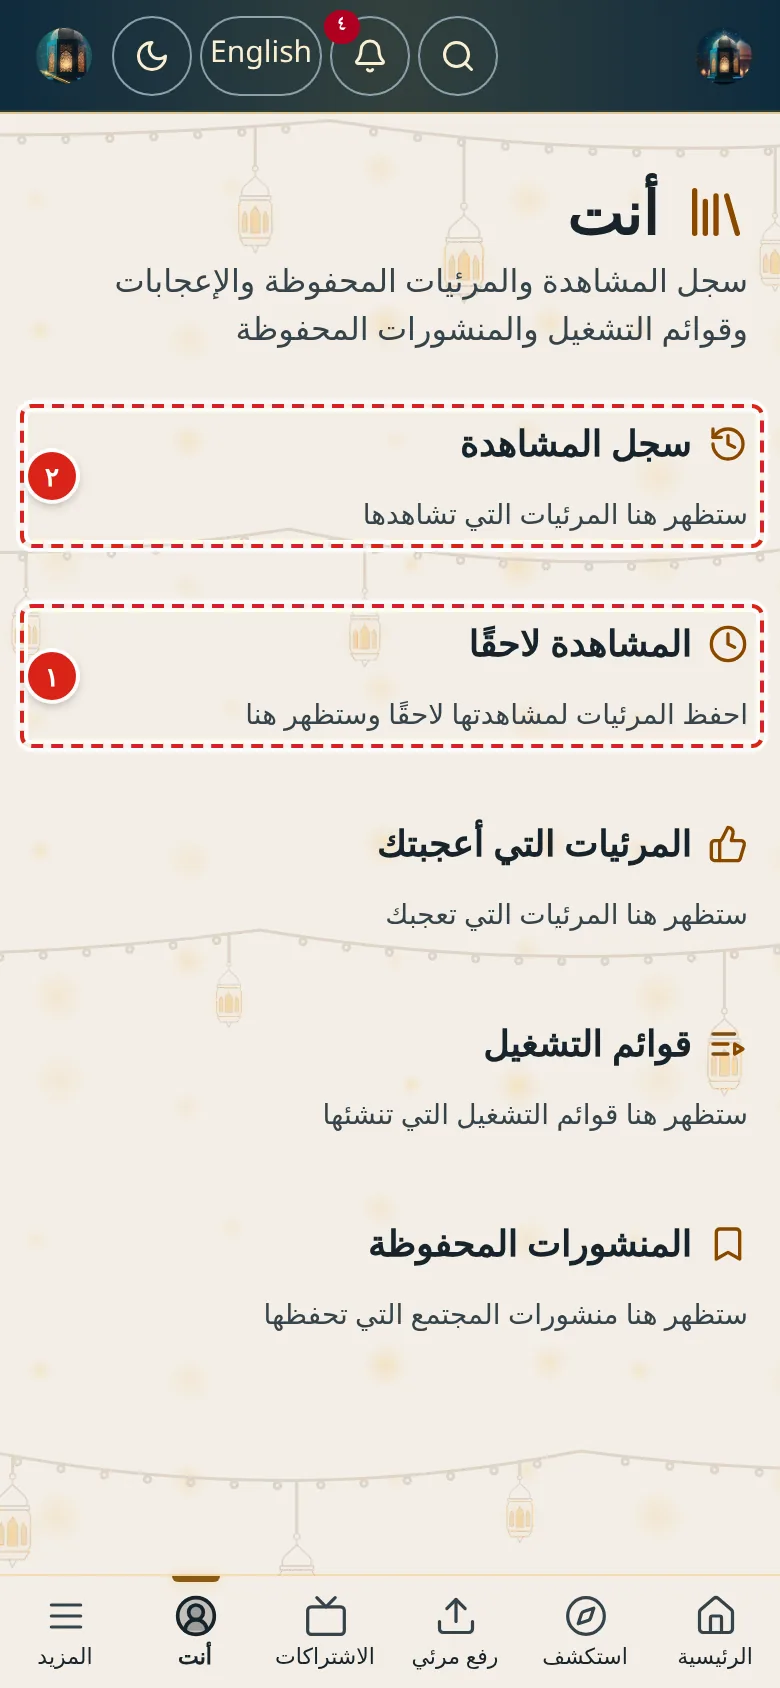 English
٤
أنت
سجل المشاهدة والمرئيات المحفوظة والإعجابات
وقوائم التشغيل والمنشورات المحفوظة
سجل المشاهدة
٢
ستظهر هنا المرئيات التي تشاهدها
المشاهدة لاحقًا
١
احفظ المرئيات لمشاهدتها لاحقًا وستظهر هنا
المرئيات التي أعجبتك
ستظهر هنا المرئيات التي تعجبك
قوائم التشغيل
ستظهر هنا قوائم التشغيل التي تنشئها
المنشورات المحفوظة
ستظهر هنا منشورات المجتمع التي تحفظها
الرئيسية
استكشف
رفع مرئي
الاشتراكات
أنت
المزيد